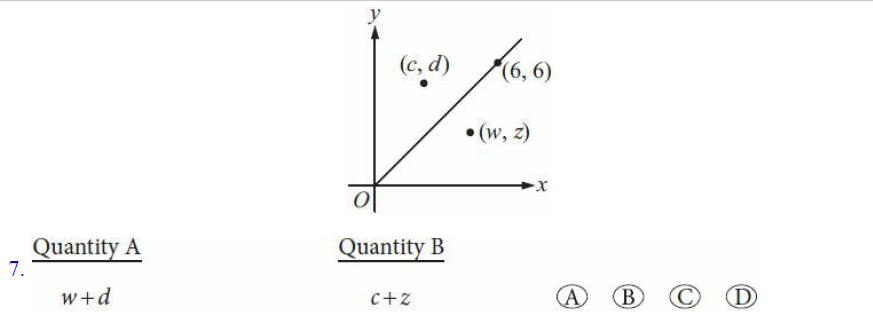 y
(c, d)
(6, 6)
(w, z)
x
O
Quantity A
Quantity B
7.
w+d
c+z
A B C D